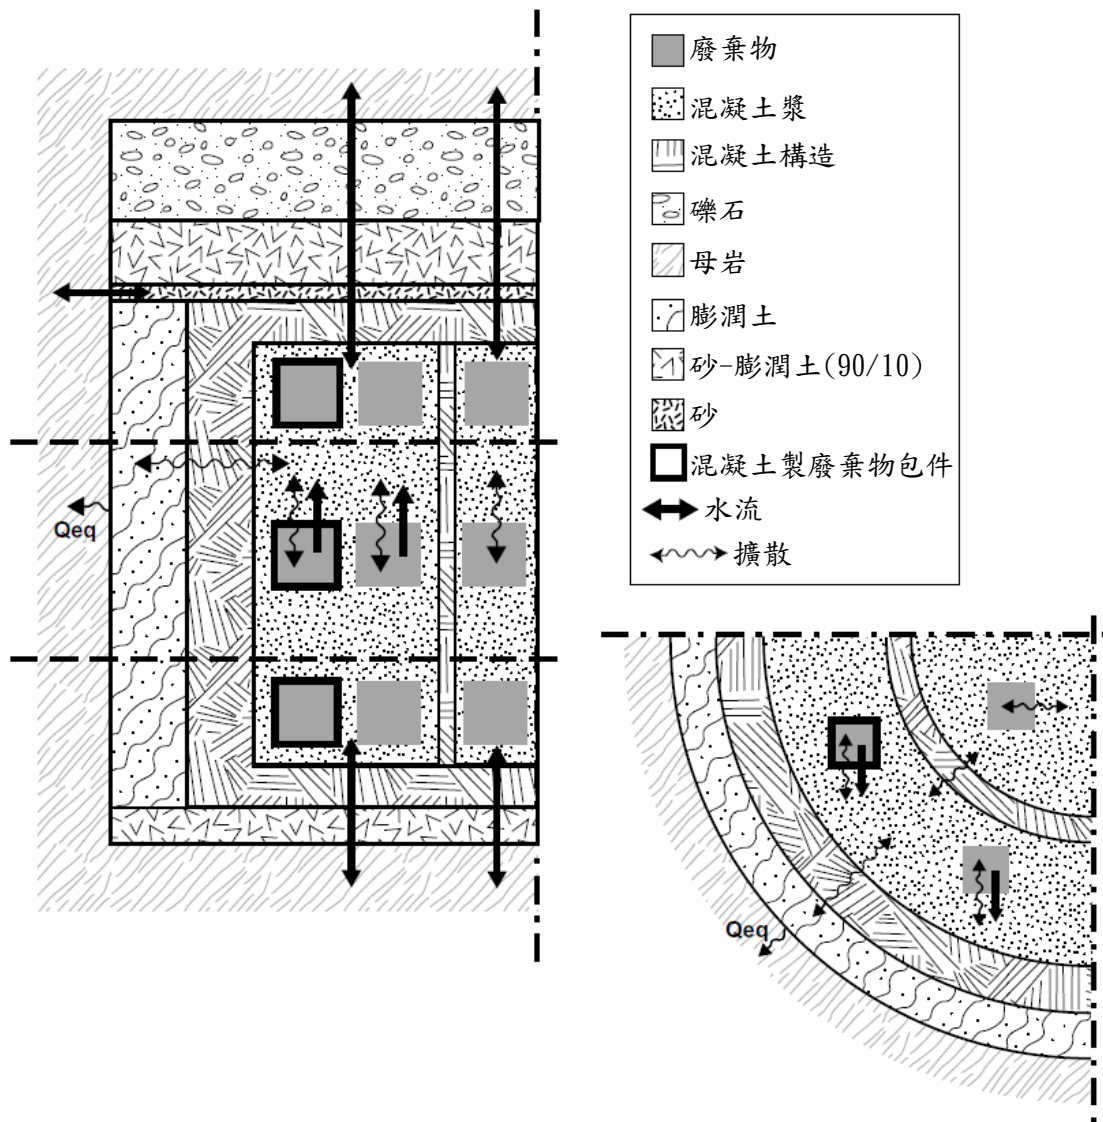 廢棄物
混凝土漿
混凝土構造
礫石
母岩
膨潤土
砂-膨潤土(90/10)
砂
混凝土製廢棄物包件
水流
擴散
Qeq
Qeq